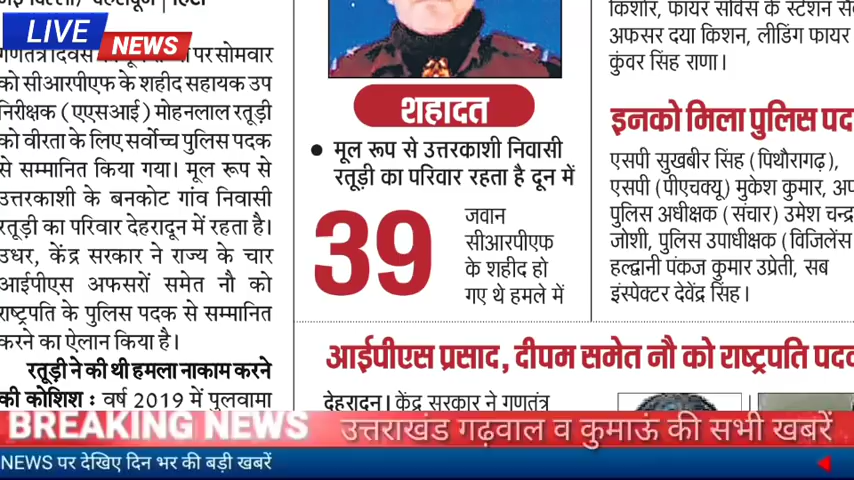 नई दिल्ली/
LIVE
NEWS
पर सोमवार
को सीआरपीएफ के शहीद सहायक उप
निरीक्षक (एएसआई) मोहनलाल रतूड़ी
को वीरता के लिए सर्वोच्च पुलिस पदक
से सम्मानित किया गया। मूल रूप से
उत्तरकाशी के बनकोट गांव निवासी
रतूड़ी का परिवार देहरादून में रहता है।
उधर, केंद्र सरकार ने राज्य के चार
आईपीएस अफसरों समेत नौ को
राष्ट्रपति के पुलिस पदक से सम्मानित
करने का ऐलान किया है।
रतूड़ी ने की थी हमला नाकाम करने
की कोशिश : वर्ष 2019 में पुलवामा
शहादत
● मूल रूप से उत्तरकाशी निवासी
रतूड़ी का परिवार रहता है दून में
39
जवान
सीआरपीएफ
के शहीद हो
गए थे हमले में
किशोर, फायर सर्विस के स्टेशन
अफसर दया किशन, लीडिंग फायर
कुंवर सिंह राणा।
इनको मिला पुलिस पद
एसपी सुखबीर सिंह (पिथौरागढ़),
एसपी (पीएचक्यू) मुकेश कुमार, अप
पुलिस अधीक्षक (संचार) उमेश चन्द्र
जोशी, पुलिस उपाधीक्षक (विजिलेंस
हल्द्वानी पंकज कुमार उप्रेती, सब
इंस्पेक्टर देवेंद्र सिंह।
आईपीएस प्रसाद, दीपम समेत नौ को राष्ट्रपति पदक
देहरादून। केंद्र सरकार ने गणतंत्र
BREAKING NEWS
उत्तराखंड गढ़वाल व कुमाऊं की सभी खबरें
NEWS पर देखिए दिन भर की बड़ी खबरें